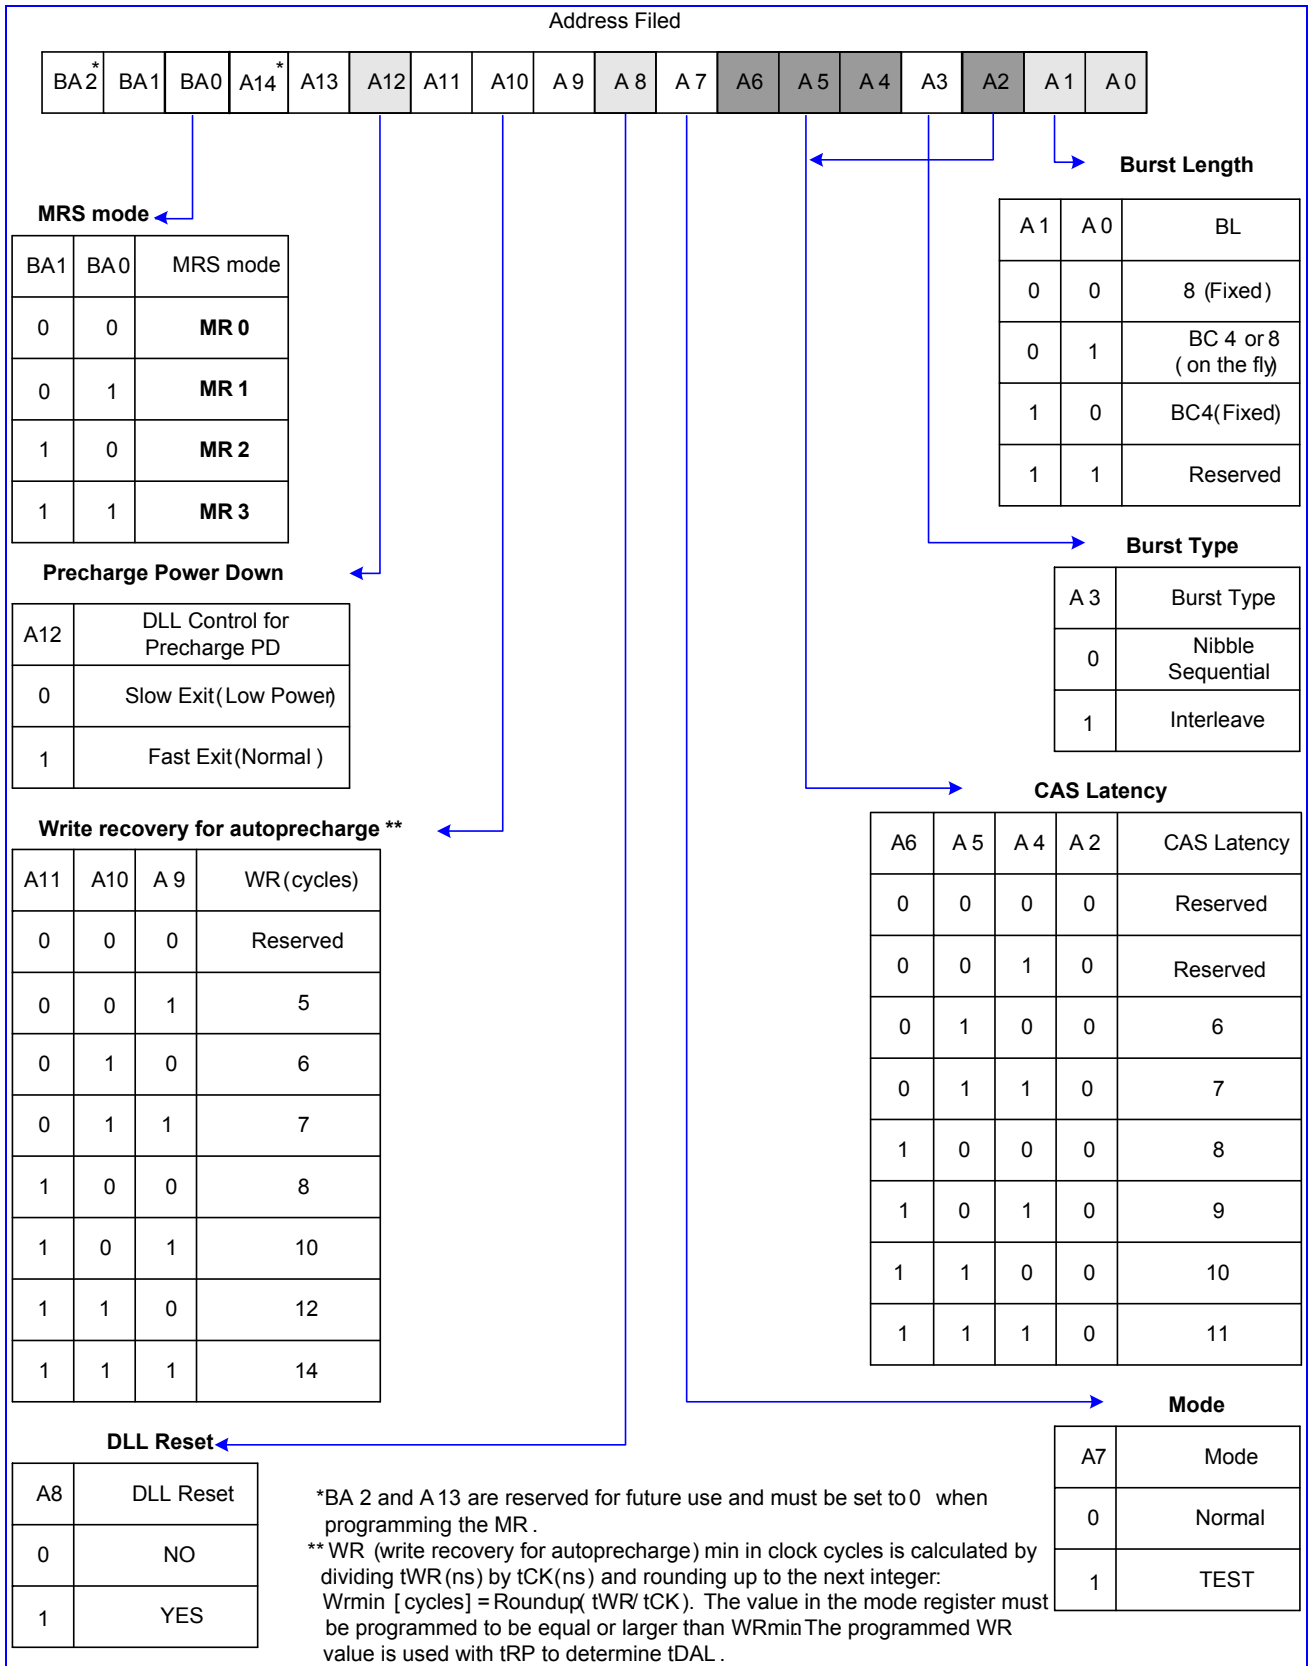 Address Filed
BA2* BA1 BA0 A14* A13 A12 A11 A10 A9 A8 A7 A6 A5 A4 A3 A2 A1 A0
MRS mode
BA1 BA0 MRS mode
0 0 MR 0
0 1 MR 1
1 0 MR 2
1 1 MR 3
Precharge Power Down
A12 DLL Control for
Precharge PD
0 Slow Exit(Low Power)
1 Fast Exit(Normal)
Write recovery for autoprecharge **
A11 A10 A9 WR(cycles)
0 0 0 Reserved
0 0 1 5
0 1 0 6
0 1 1 7
1 0 0 8
1 0 1 10
1 1 0 12
1 1 1 14
DLL Reset
A8 DLL Reset
0 NO
1 YES
Burst Length
A1 A0 BL
0 0 8 (Fixed)
0 1 BC 4 or 8
( on the fly)
1 0 BC4(Fixed)
1 1 Reserved
Burst Type
A3 Burst Type
0 Nibble
Sequential
1 Interleave
CAS Latency
A6 A5 A4 A2 CAS Latency
0 0 0 0 Reserved
0 0 1 0 Reserved
0 1 0 0 6
0 1 1 0 7
1 0 0 0 8
1 0 1 0 9
1 1 0 0 10
1 1 1 0 11
Mode
A7 Mode
0 Normal
1 TEST
*BA 2 and A 13 are reserved for future use and must be set to 0 when
programming the MR .
** WR (write recovery for autoprecharge) min in clock cycles is calculated by
dividing tWR(ns) by tCK(ns) and rounding up to the next integer:
Wrmin [cycles] = Roundup( tWR/ tCK). The value in the mode register must
be programmed to be equal or larger than WRmin The programmed WR
value is used with tRP to determine tDAL .